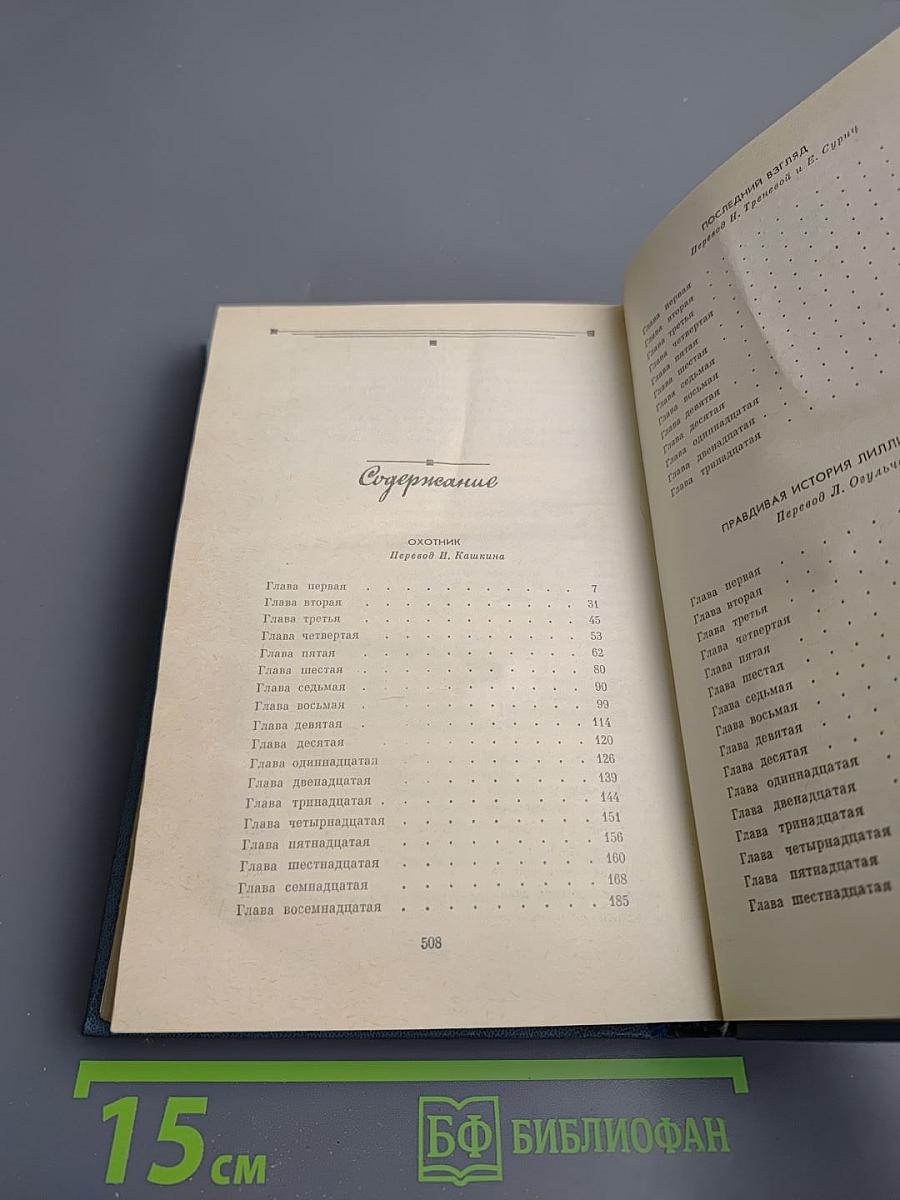 Содержание
ОХОТНИК
Перевод И. Кашкина
Глава первая . . . . . . . . . . . 7
Глава вторая . . . . . . . . . . . 31
Глава третья . . . . . . . . . . . 45
Глава четвертая . . . . . . . . . . 53
Глава пятая . . . . . . . . . . . 62
Глава шестая . . . . . . . . . . . 80
Глава седьмая . . . . . . . . . . . 90
Глава восьмая . . . . . . . . . . . 99
Глава девятая . . . . . . . . . . . 114
Глава десятая . . . . . . . . . . 120
Глава одиннадцатая . . . . . . . . . 126
Глава двенадцатая . . . . . . . . . 139
Глава тринадцатая . . . . . . . . . . 144
Глава четырнадцатая . . . . . . . . . 151
Глава пятнадцатая . . . . . . . . . 156
Глава шестнадцатая . . . . . . . . . 160
Глава семнадцатая . . . . . . . . . 168
Глава восемнадцатая . . . . . . . . . 185
508
ПОСЛЕДНИЙ ВЗГЛЯД
Перевод И. Треневой и Е. Суриц
Глава первая
Глава вторая
Глава третья
Глава четвертая
Глава пятая
Глава шестая
Глава седьмая
Глава восьмая
Глава девятая
Глава десятая
Глава одиннадцатая
Глава двенадцатая
Глава тринадцатая
ПРАВДИВАЯ ИСТОРИЯ
Перевод Л.
Глава первая
Глава вторая
Глава третья
Глава четвертая
Глава пятая
Глава шестая
Глава седьмая
Глава восьмая
Глава девятая
Глава десятая
Глава одиннадцатая
Глава двенадцатая
Глава тринадцатая
Глава четырнадцатая
Глава пятнадцатая
Глава шестнадцатая
15 см
БФ БИБЛИОФАН